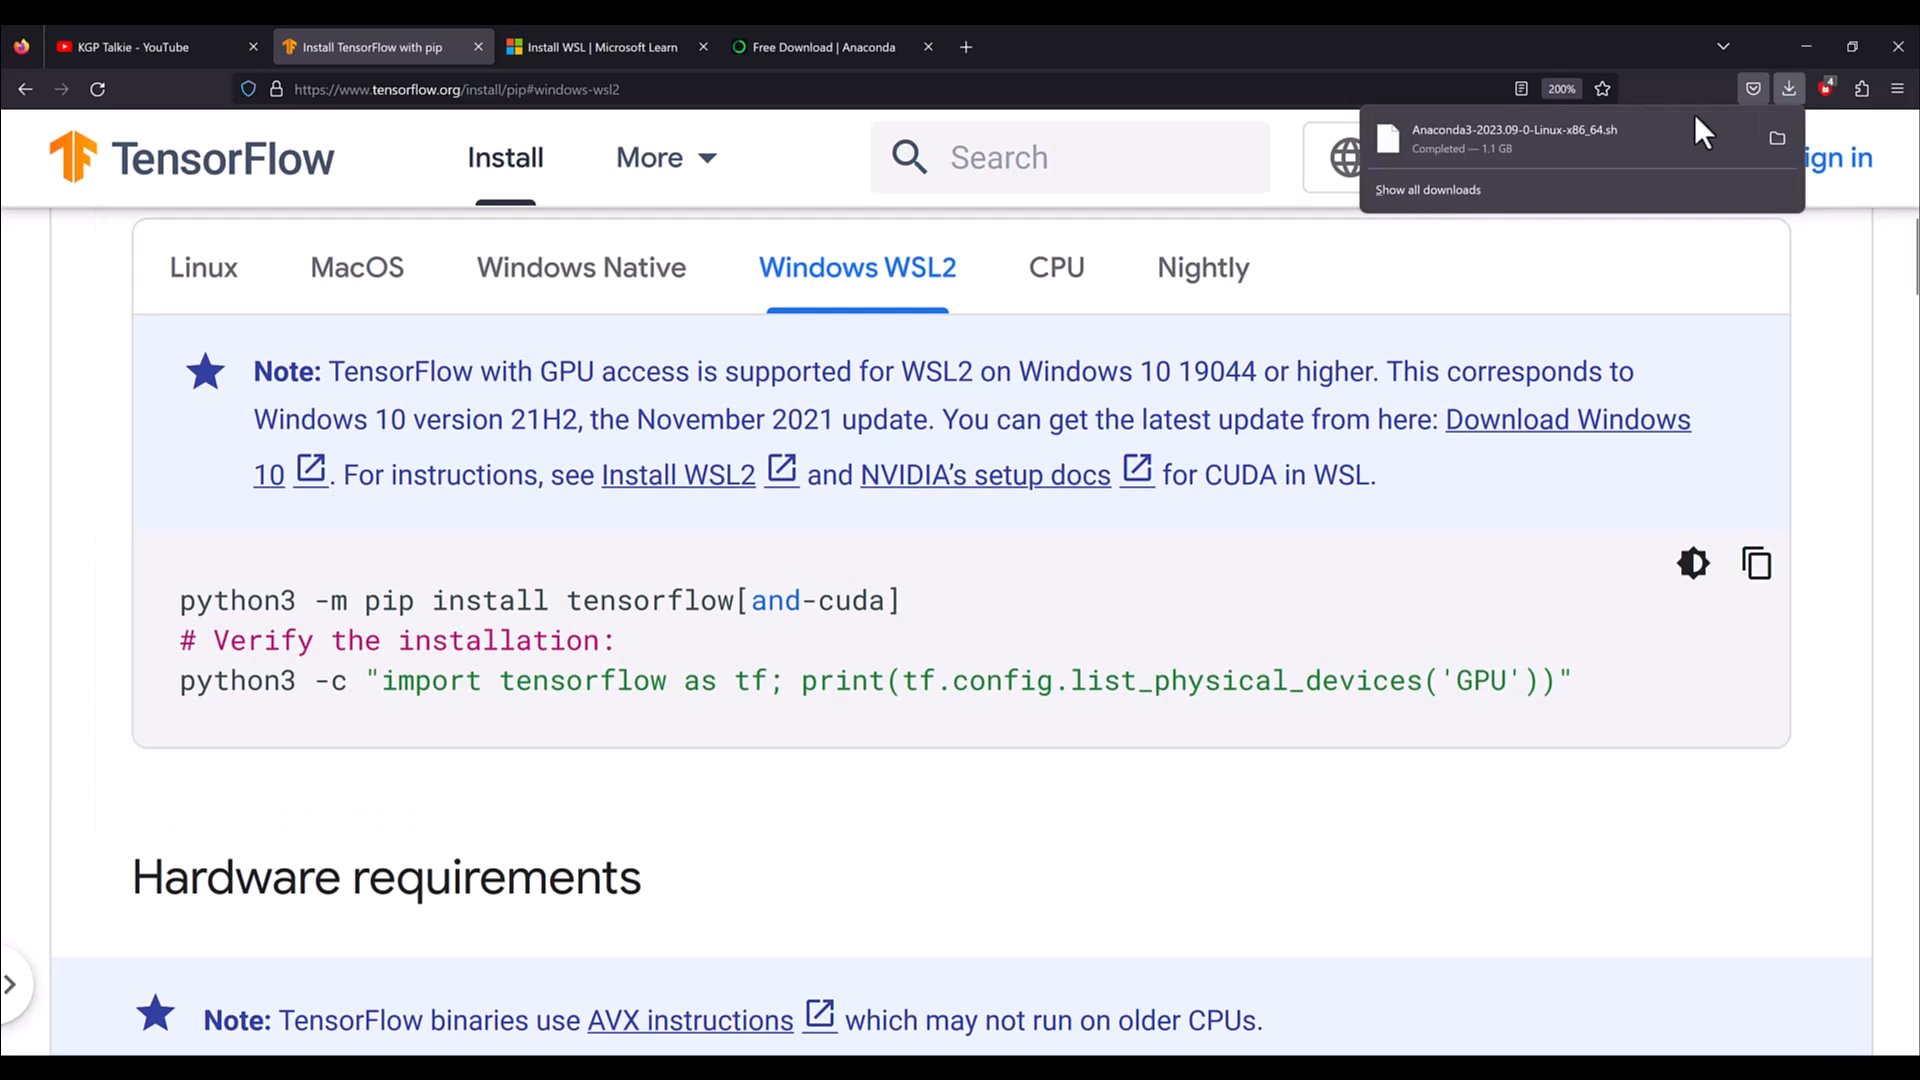 KGP Talkie - YouTube
Install TensorFlow with pip
Install WSL | Microsoft Learn
Free Download | Anaconda
https://www.tensorflow.org/install/pip#windows-wsl2
200%
4
TensorFlow
Install
More
Search
ign in
Anaconda3-2023.09-0-Linux-x86_64.sh
Completed — 1.1 GB
Show all downloads
Linux
MacOS
Windows Native
Windows WSL2
CPU
Nightly
Note: TensorFlow with GPU access is supported for WSL2 on Windows 10 19044 or higher. This corresponds to
Windows 10 version 21H2, the November 2021 update. You can get the latest update from here: Download Windows
10 . For instructions, see Install WSL2 and NVIDIA's setup docs for CUDA in WSL.
python3 -m pip install tensorflow[and-cuda]
# Verify the installation:
python3 -c "import tensorflow as tf; print(tf.config.list_physical_devices('GPU'))"
Hardware requirements
Note: TensorFlow binaries use AVX instructions which may not run on older CPUs.